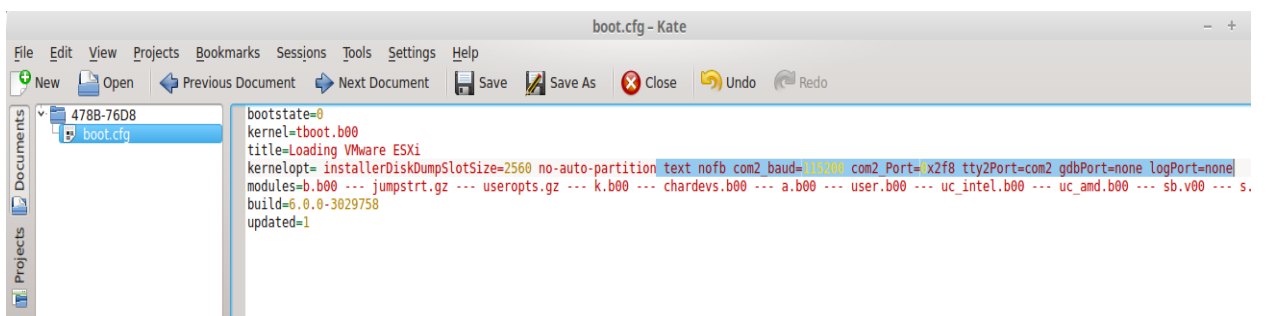 boot.cfg – Kate
File Edit View Projects Bookmarks Sessions Tools Settings Help
New Open Previous Document Next Document Save Save As Close Undo Redo
Documents
Projects
478B-76D8
boot.cfg
bootstate=0
kernel=tboot.b00
title=Loading VMware ESXi
kernelopt= installerDiskDumpSlotSize=2560 no-auto-partition text nofb com2_baud=115200 com2_Port=0x2f8 tty2Port=com2 gdbPort=none logPort=none
modules=b.b00 --- jumpstrt.gz --- useropts.gz --- k.b00 --- chardevs.b00 --- a.b00 --- user.b00 --- uc_intel.b00 --- uc_amd.b00 --- sb.v00 --- s.
build=6.0.0-3029758
updated=1